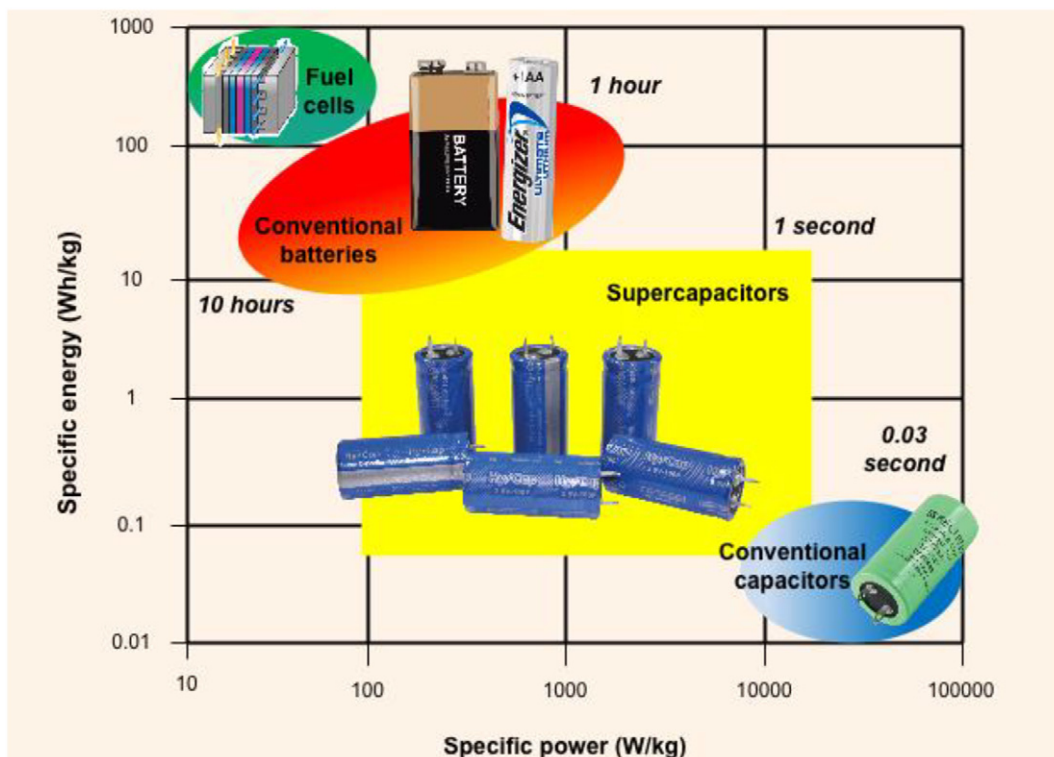 1000
100
10
1
0.1
0.01
Specific energy (Wh/kg)
Fuel
cells
+1AA
Energizer
BATTERY
1 hour
Conventional
batteries
1 second
10 hours
Supercapacitors
0.03
second
Conventional
capacitors
10
100
1000
10000
100000
Specific power (W/kg)